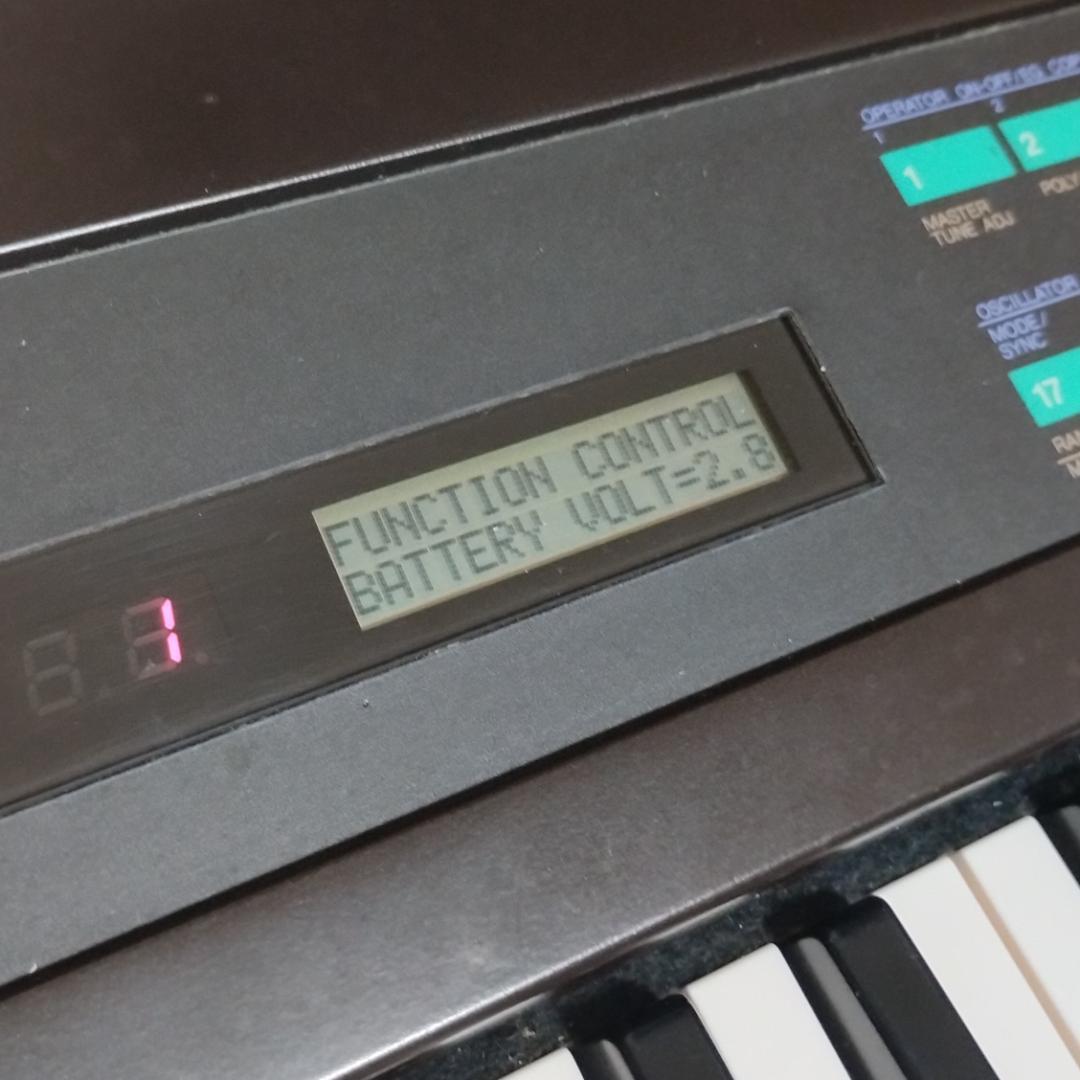 OPERATOR ON-OFF/EG COPY
1 2
1 2
MASTER
TUNE ADJ
POLY
OSCILLATOR
MODE/
SYNC
17
FUNCTION CONTROL
BATTERY VOLT=2.8
1